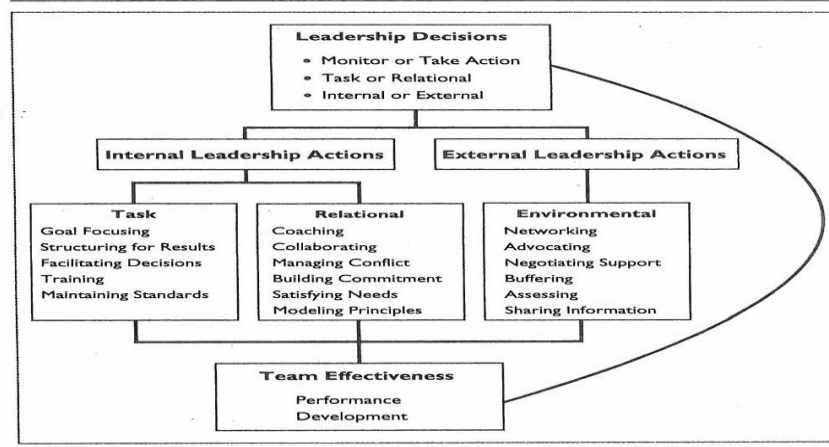 Leadership Decisions
• Monitor or Take Action
• Task or Relational
• Internal or External
Internal Leadership Actions
External Leadership Actions
Task
Goal Focusing
Structuring for Results
Facilitating Decisions
Training
Maintaining Standards
Relational
Coaching
Collaborating
Managing Conflict
Building Commitment
Satisfying Needs
Modeling Principles
Environmental
Networking
Advocating
Negotiating Support
Buffering
Assessing
Sharing Information
Team Effectiveness
Performance
Development